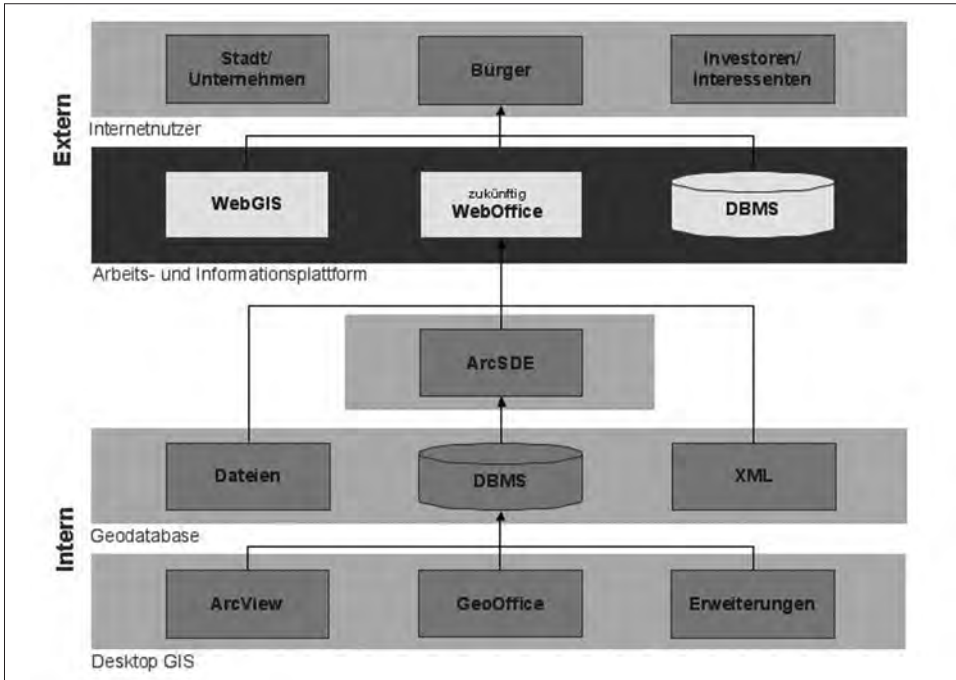 Stadt/
Unternehmen
Bürger
Investoren/
Interessenten
Internetnutzer
Extern
WebGIS
zukünftig
WebOffice
DBMS
Arbeits- und Informationsplattform
ArcSDE
Dateien
DBMS
XML
Geodatabase
Intern
ArcView
GeoOffice
Erweiterungen
Desktop GIS